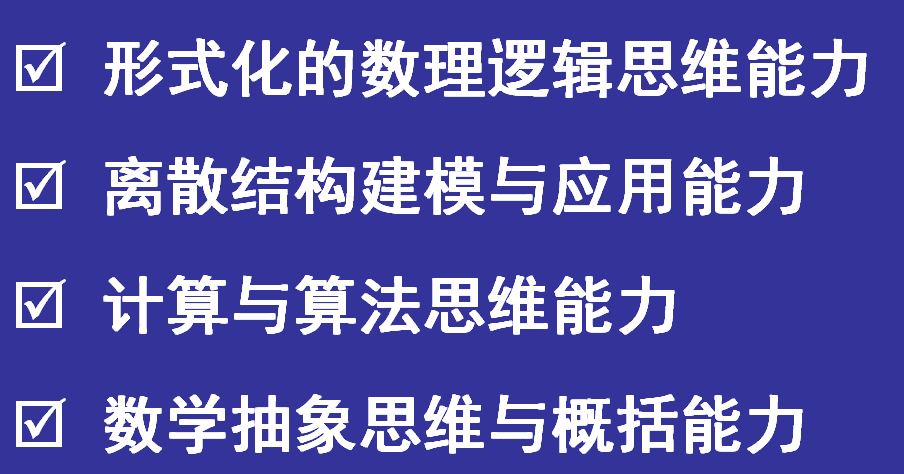 ☑ 形式化的数理逻辑思维能力
☑ 离散结构建模与应用能力
☑ 计算与算法思维能力
☑ 数学抽象思维与概括能力